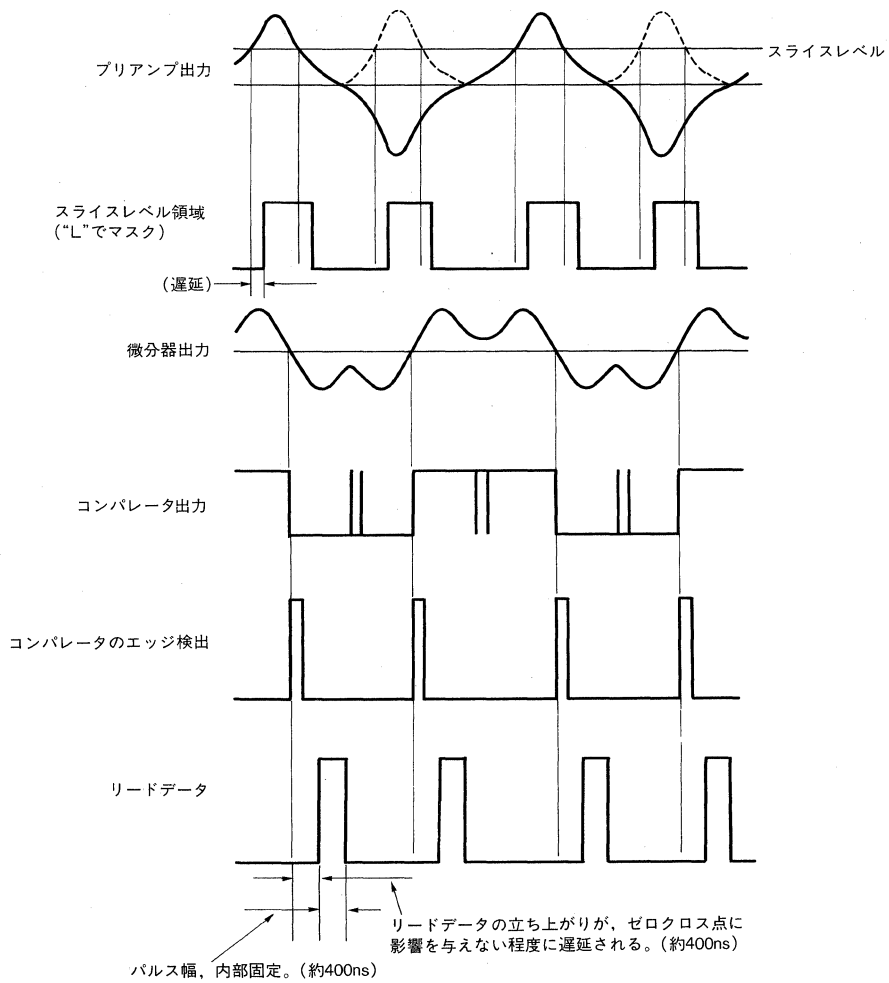 スライスレベル
プリアンプ出力
スライスレベル領域
(“L”でマスク)
(遅延)
微分器出力
コンパレータ出力
コンパレータのエッジ検出
リードデータ
リードデータの立ち上がりが，ゼロクロス点に
影響を与えない程度に遅延される。(約400ns)
パルス幅，内部固定。(約400ns)